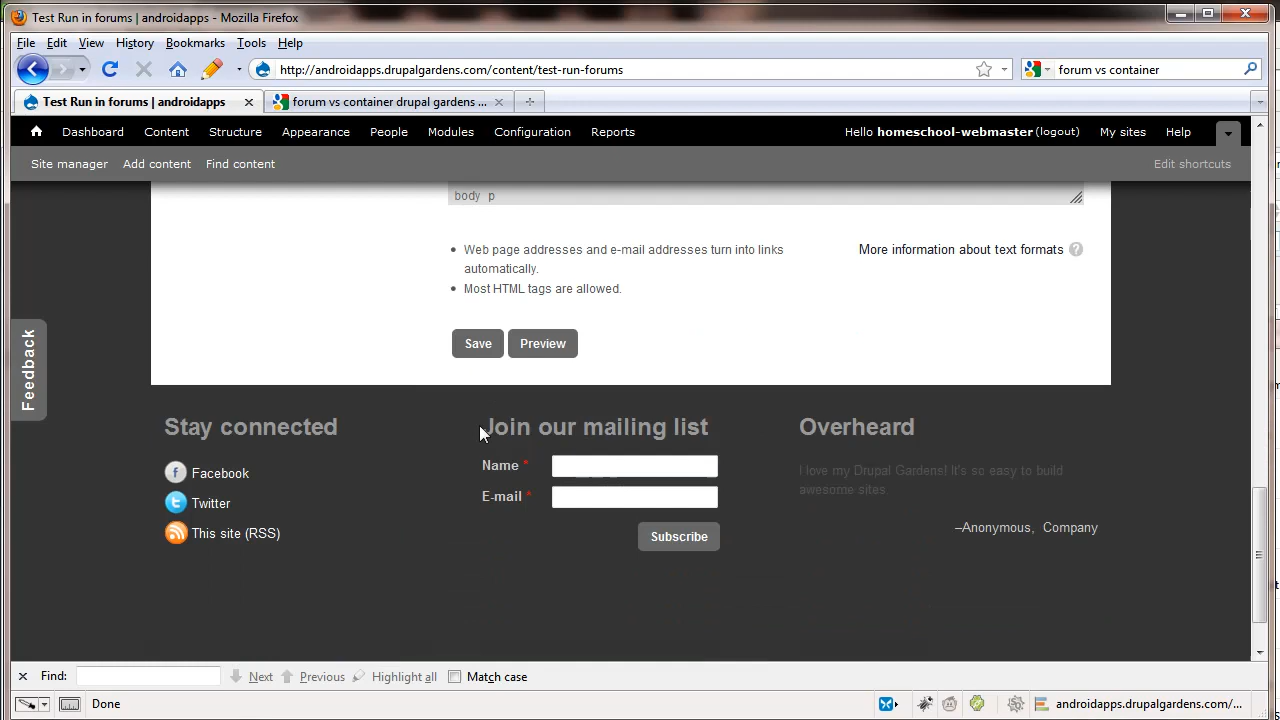 Test Run in forums | androidapps - Mozilla Firefox
File Edit View History Bookmarks Tools Help
http://androidapps.drupalgardens.com/content/test-run-forums
forum vs container
Test Run in forums | androidapps
forum vs container drupal gardens ...
Dashboard Content Structure Appearance People Modules Configuration Reports
Hello homeschool-webmaster (logout) My sites Help
Site manager Add content Find content
Edit shortcuts
body p
Web page addresses and e-mail addresses turn into links
automatically.
Most HTML tags are allowed.
More information about text formats ?
Save Preview
Feedback
Stay connected
Facebook
Twitter
This site (RSS)
Join our mailing list
Name *
E-mail *
Subscribe
Overheard
I love my Drupal Gardens! It's so easy to build
awesome sites.
–Anonymous, Company
Find: Next Previous Highlight all Match case
Done
androidapps.drupalgardens.com/...